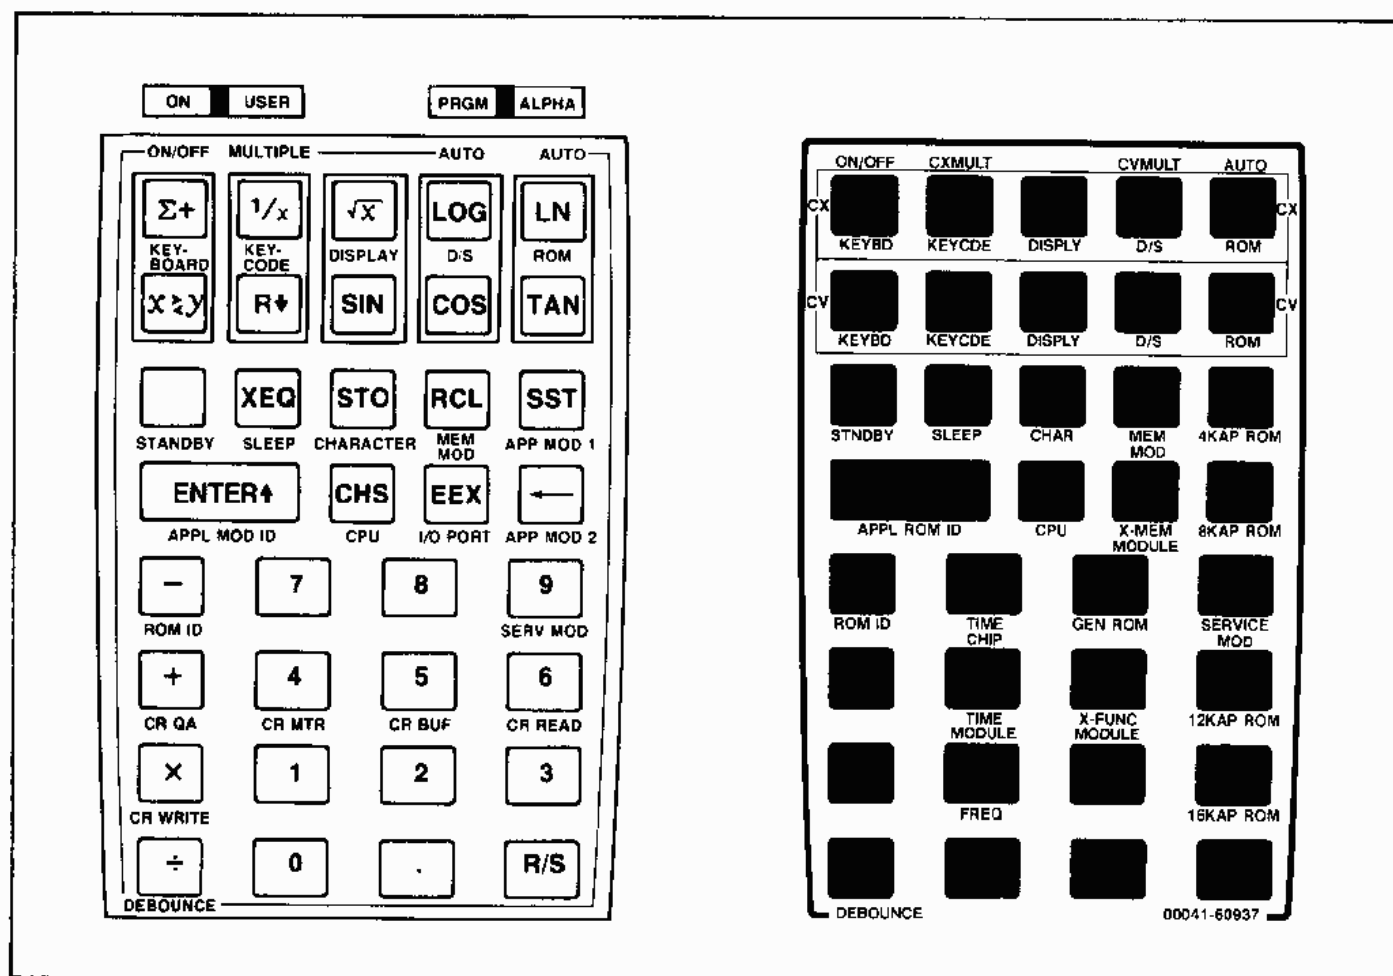 ON USER PRGM ALPHA
ON/OFF MULTIPLE AUTO AUTO
Σ+ 1/x √x LOG LN
KEY-
BOARD
KEY-
CODE
DISPLAY D/S ROM
x≷y R↓ SIN COS TAN
XEQ STO RCL SST
STANDBY SLEEP CHARACTER MEM
MOD
APP MOD 1
ENTER↑ CHS EEX ←
APPL MOD ID CPU I/O PORT APP MOD 2
− 7 8 9
ROM ID SERV MOD
+ 4 5 6
CR QA CR MTR CR BUF CR READ
× 1 2 3
CR WRITE
÷ 0 . R/S
DEBOUNCE
ON/OFF CXMULT CVMULT AUTO
CX CX
KEYBD KEYCDE DISPLY D/S ROM
CV CV
KEYBD KEYCDE DISPLY D/S ROM
STNDBY SLEEP CHAR MEM
MOD
4KAP ROM
APPL ROM ID CPU X-MEM
MODULE
8KAP ROM
ROM ID TIME
CHIP
GEN ROM SERVICE
MOD
TIME
MODULE
X-FUNC
MODULE
12KAP ROM
FREQ 16KAP ROM
DEBOUNCE 00041-60937